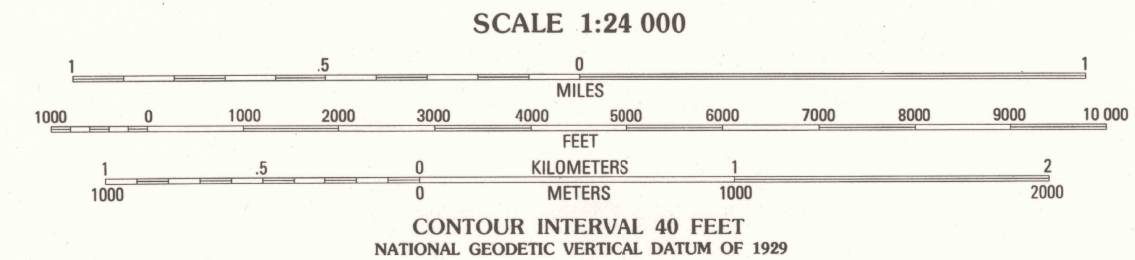 SCALE 1:24 000
1 .5 0 1
MILES
1000 0 1000 2000 3000 4000 5000 6000 7000 8000 9000 10 000
FEET
1 .5 0 KILOMETERS 1 2
1000 0 METERS 1000 2000
CONTOUR INTERVAL 40 FEET
NATIONAL GEODETIC VERTICAL DATUM OF 1929